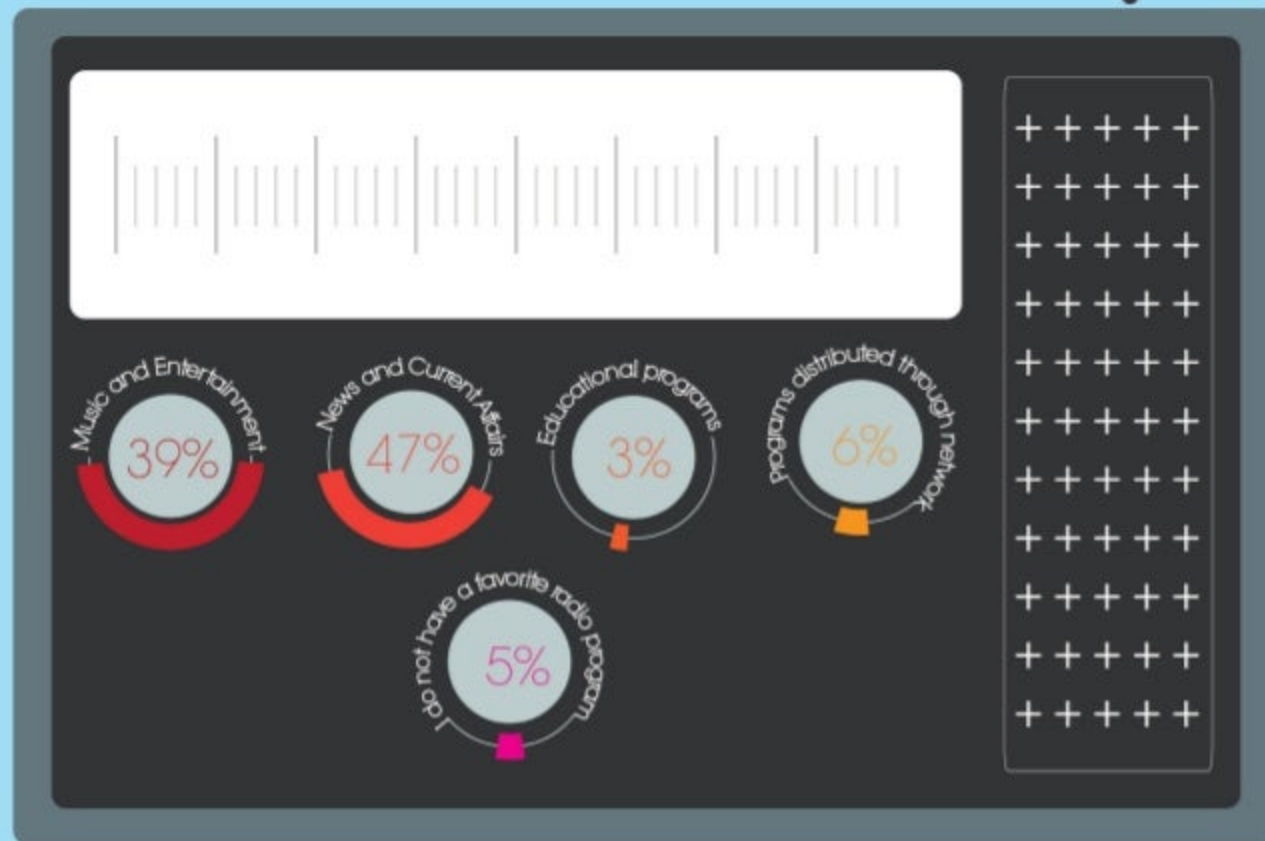 Music and Entertainment
39%
News and Current Affairs
47%
Educational programs
3%
Programs distributed through network
6%
I do not have a favorite radio program
5%